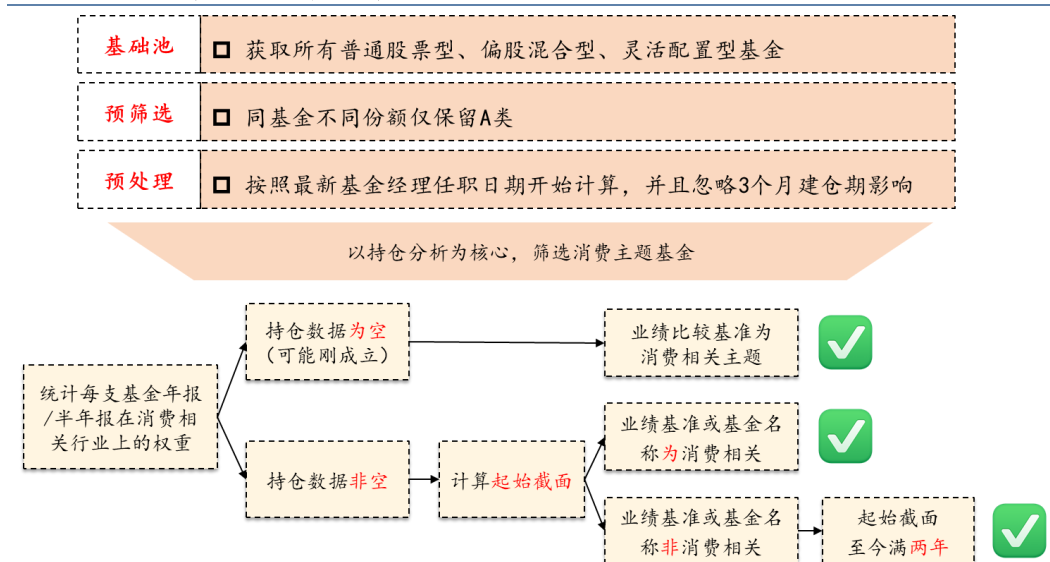 基础池
获取所有普通股票型、偏股混合型、灵活配置型基金
预筛选
同基金不同份额仅保留A类
预处理
按照最新基金经理任职日期开始计算，并且忽略3个月建仓期影响
以持仓分析为核心，筛选消费主题基金
统计每支基金年报
/半年报在消费相
关行业上的权重
持仓数据为空
（可能刚成立）
业绩比较基准为
消费相关主题
持仓数据非空
计算起始截面
业绩基准或基金名
称为消费相关
业绩基准或基金名
称非消费相关
起始截面
至今满两年